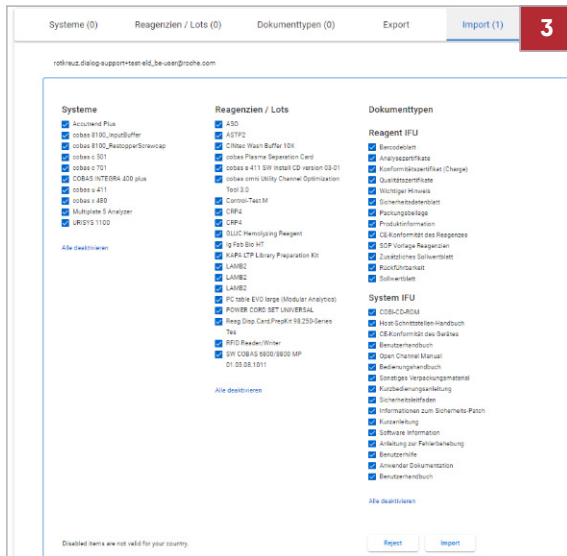 Systeme (0) Reagenzien / Lots (0) Dokumenttypen (0) Export Import (1) 3
rotkreuz.dialog-support+test-eld_be-user@roche.com
Systeme
Accutrend Plus
cobas 8100_InputBuffer
cobas 8100_RestopperScrewcap
cobas c 501
cobas c 701
COBAS INTEGRA 400 plus
cobas u 411
cobas x 480
Multiplate 5 Analyzer
URISYS 1100
Alle deaktivieren
Reagenzien / Lots
ASO
ASTP2
CINtec Wash Buffer 10X
cobas Plasma Separation Card
cobas s 411 SW Install CD version 03-01
cobas omni Utility Channel Optimization
Tool 3.0
Control-Test M
CRP4
CRP4
GLUC Hemolyzing Reagent
Ig Fab Bio HT
KAPA LTP Library Preparation Kit
LAMB2
LAMB2
LAMB2
PC table EVO large (Modular Analytics)
POWER CORD SET UNIVERSAL
Reag.Disp.Card.PrepKit 98,250-Series
Tes
RFID Reader/Writer
SW COBAS 6800/8800 MP
01.03.08.1011
Alle deaktivieren
Dokumenttypen
Reagent IFU
Barcodeblatt
Analysezertifikate
Konformitätszertifiket (Charge)
Qualitätszertifikate
Wichtiger Hinweis
Sicherheitsdatenblatt
Packungsbeilage
Produktinformation
CE-Konformität des Reagenzes
SOP Vorlage Reagenzien
Zusätzliches Sollwertblatt
Rückführbarkeit
Sollwertblatt
System IFU
COBI-CD-ROM
Host-Schnittstellen-Handbuch
CE-Konformität des Gerätes
Benutzerhandbuch
Open Channel Manual
Bedienungshandbuch
Sonstiges Verpackungsmaterial
Kurzbedienungsanleitung
Sicherheitsleitfaden
Informationen zum Sicherheits-Patch
Kurzanleitung
Software Information
Anleitung zur Fehlerbehebung
Benutzerhilfe
Anwender Dokumentation
Benutzerhandbuch
Alle deaktivieren
Disabled items are not valid for your country. Reject Import